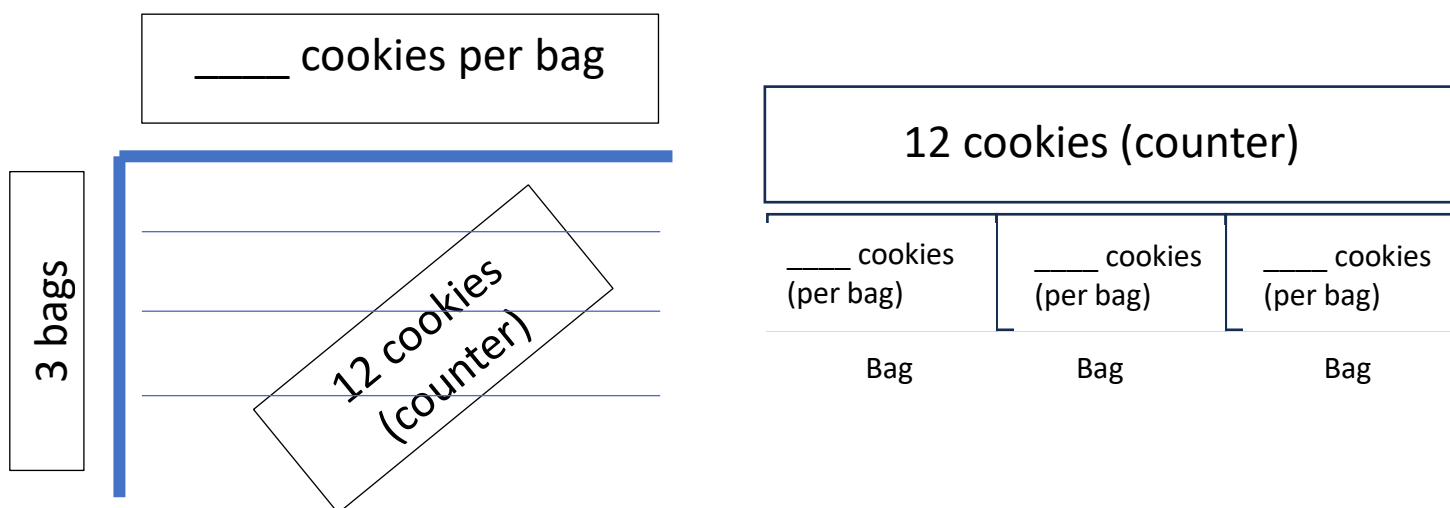 ____ cookies per bag
3 bags
12 cookies
(counter)
12 cookies (counter)
____ cookies
(per bag)
____ cookies
(per bag)
____ cookies
(per bag)
Bag
Bag
Bag